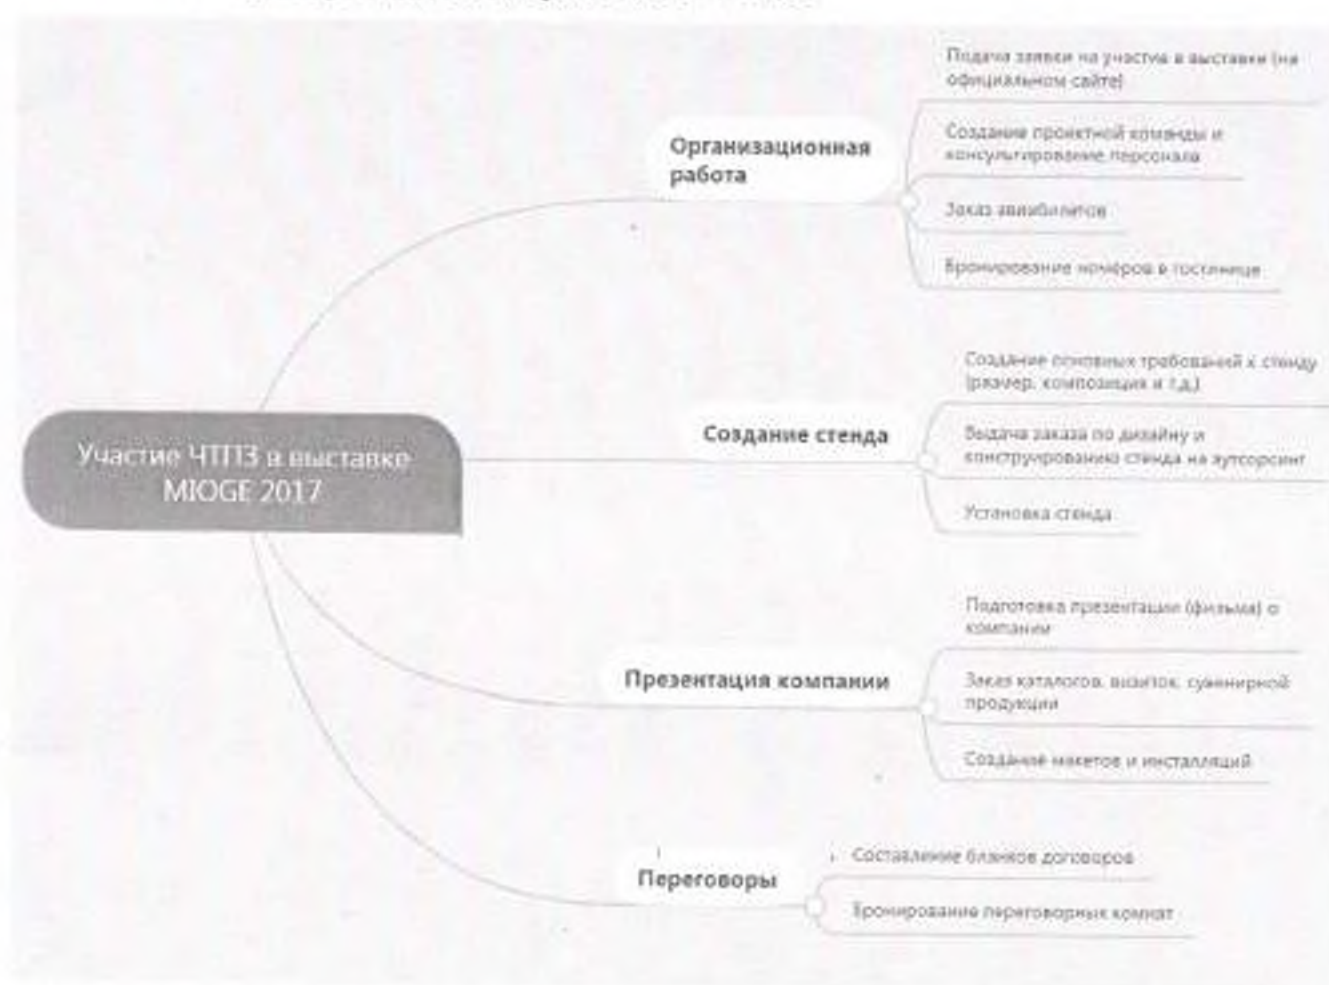 Подача заявки на участие в выставки (на
официальном сайте)
Организационная
работа
Создание проектной команды и
консультирование персонала
Заказ авиабилетов
Бронирование номеров в гостинице
Создание основных требований к стенду
(размер, композиция и т.д.)
Создание стенда
Выдача заказа по дизайну и
конструированию стенда на аутсорсинг
Установка стенда
Участие ЧТПЗ в выставке
MIOGE 2017
Подготовка презентации (фильма) о
компании
Презентация компании
Заказ каталогов, визиток, сувенирной
продукции
Создание макетов и инсталляций
Переговоры
Составление бланков договоров
Бронирование переговорных комнат